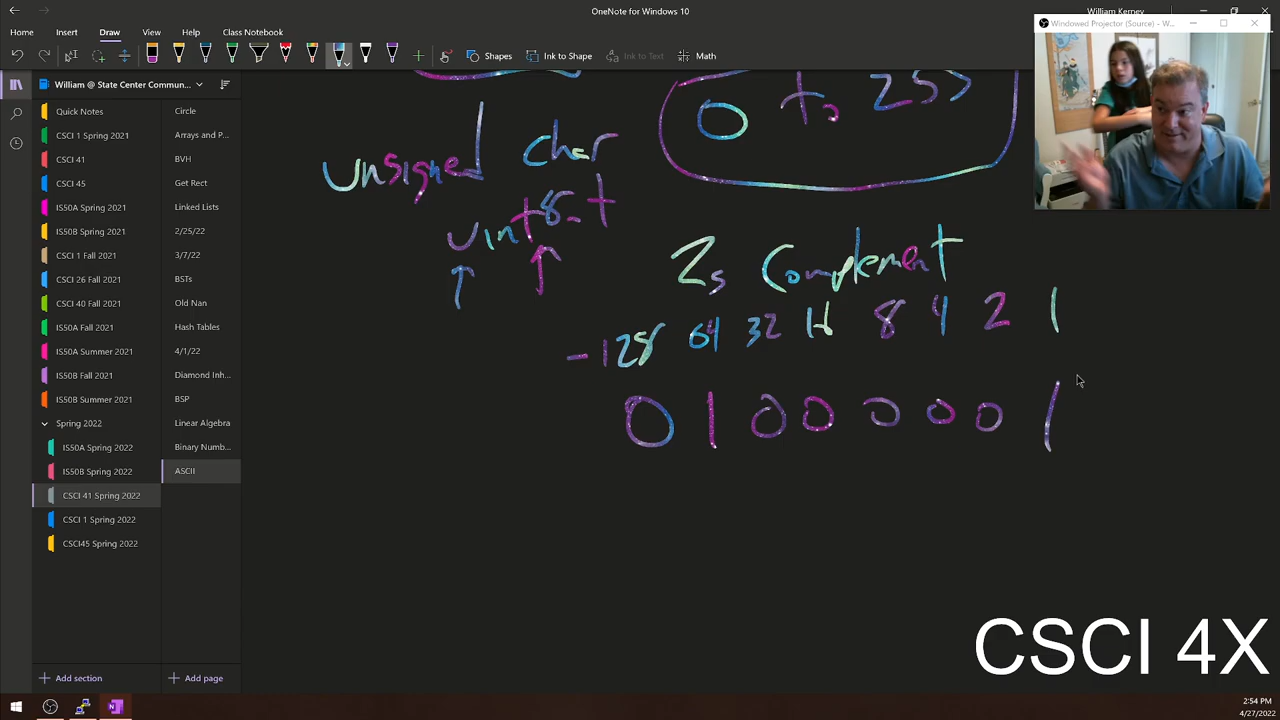 OneNote for Windows 10
William Kerney
Home
Insert
Draw
View
Help
Class Notebook
Windowed Projector (Source) - W...
Shapes
Ink to Shape
Ink to Text
Math
William @ State Center Commun...
Quick Notes
CSCI 1 Spring 2021
CSCI 41
CSCI 45
IS50A Spring 2021
IS50B Spring 2021
CSCI 1 Fall 2021
CSCI 26 Fall 2021
CSCI 40 Fall 2021
IS50A Fall 2021
IS50A Summer 2021
IS50B Fall 2021
IS50B Summer 2021
Spring 2022
IS50A Spring 2022
IS50B Spring 2022
CSCI 41 Spring 2022
CSCI 1 Spring 2022
CSCI45 Spring 2022
Add section
Circle
Arrays and P...
BVH
Get Rect
Linked Lists
2/25/22
3/7/22
BSTs
Old Nan
Hash Tables
4/1/22
Diamond Inh...
BSP
Linear Algebra
Binary Numb...
ASCII
Add page
0 to 255
unsigned char
uint8_t
2s Complement
-128 64 32 16 8 4 2 1
0 1 0 0 0 0 0 1
CSCI 4X
2:54 PM
4/27/2022